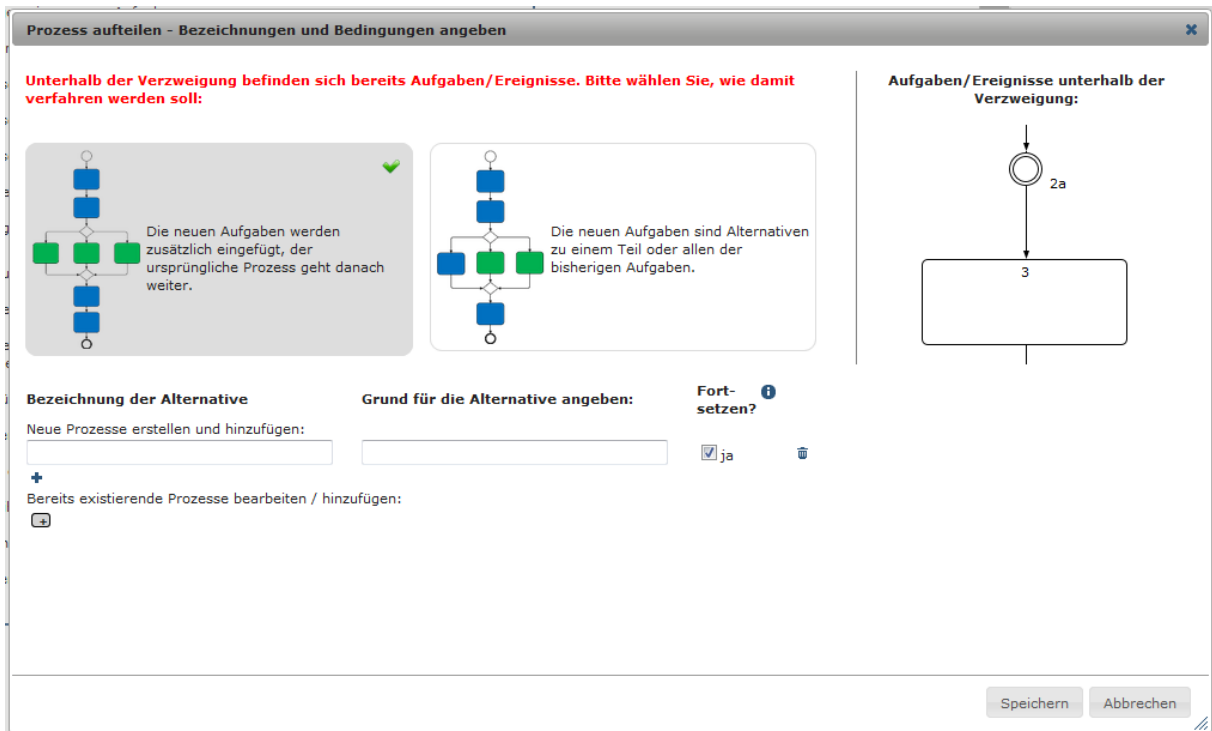 Prozess aufteilen - Bezeichnungen und Bedingungen angeben
Unterhalb der Verzweigung befinden sich bereits Aufgaben/Ereignisse. Bitte wählen Sie, wie damit
verfahren werden soll:
Aufgaben/Ereignisse unterhalb der
Verzweigung:
Die neuen Aufgaben werden
zusätzlich eingefügt, der
ursprüngliche Prozess geht danach
weiter.
Die neuen Aufgaben sind Alternativen
zu einem Teil oder allen der
bisherigen Aufgaben.
2a
3
Bezeichnung der Alternative
Grund für die Alternative angeben:
Fort-
setzen?
Neue Prozesse erstellen und hinzufügen:
ja
Bereits existierende Prozesse bearbeiten / hinzufügen:
Speichern
Abbrechen